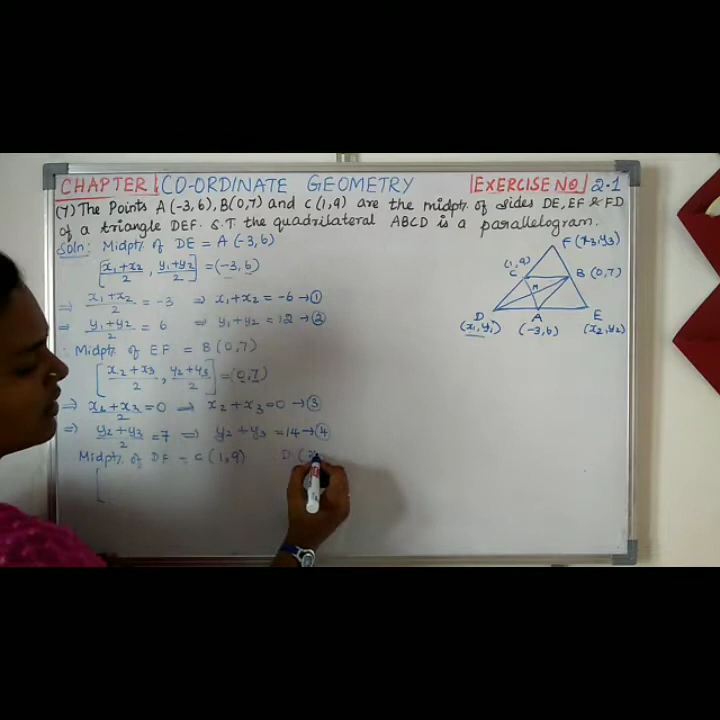 CHAPTER 1. CO-ORDINATE GEOMETRY EXERCISE NO 2.1
(7) The Points A(-3,6), B(0,7) and C(1,9) are the midpt. of sides DE, EF & FD
of a triangle DEF. S.T. the quadrilateral ABCD is a parallelogram.
Soln: Midpt. of DE = A(-3,6)
[x1+x2/2, y1+y2/2] = (-3,6)
⇒ x1+x2/2 = -3 ⇒ x1+x2 = -6 → ①
⇒ y1+y2/2 = 6 ⇒ y1+y2 = 12 → ②
Midpt. of EF = B(0,7)
[x2+x3/2, y2+y3/2] = (0,7)
⇒ x2+x3/2 = 0 ⇒ x2+x3 = 0 → ③
⇒ y2+y3/2 = 7 ⇒ y2+y3 = 14 → ④
Midpt. of DF = C(1,9) D(
[
F(x3,y3)
(1,9)
C
B(0,7)
M
D A E
(x1,y1) (-3,6) (x2,y2)